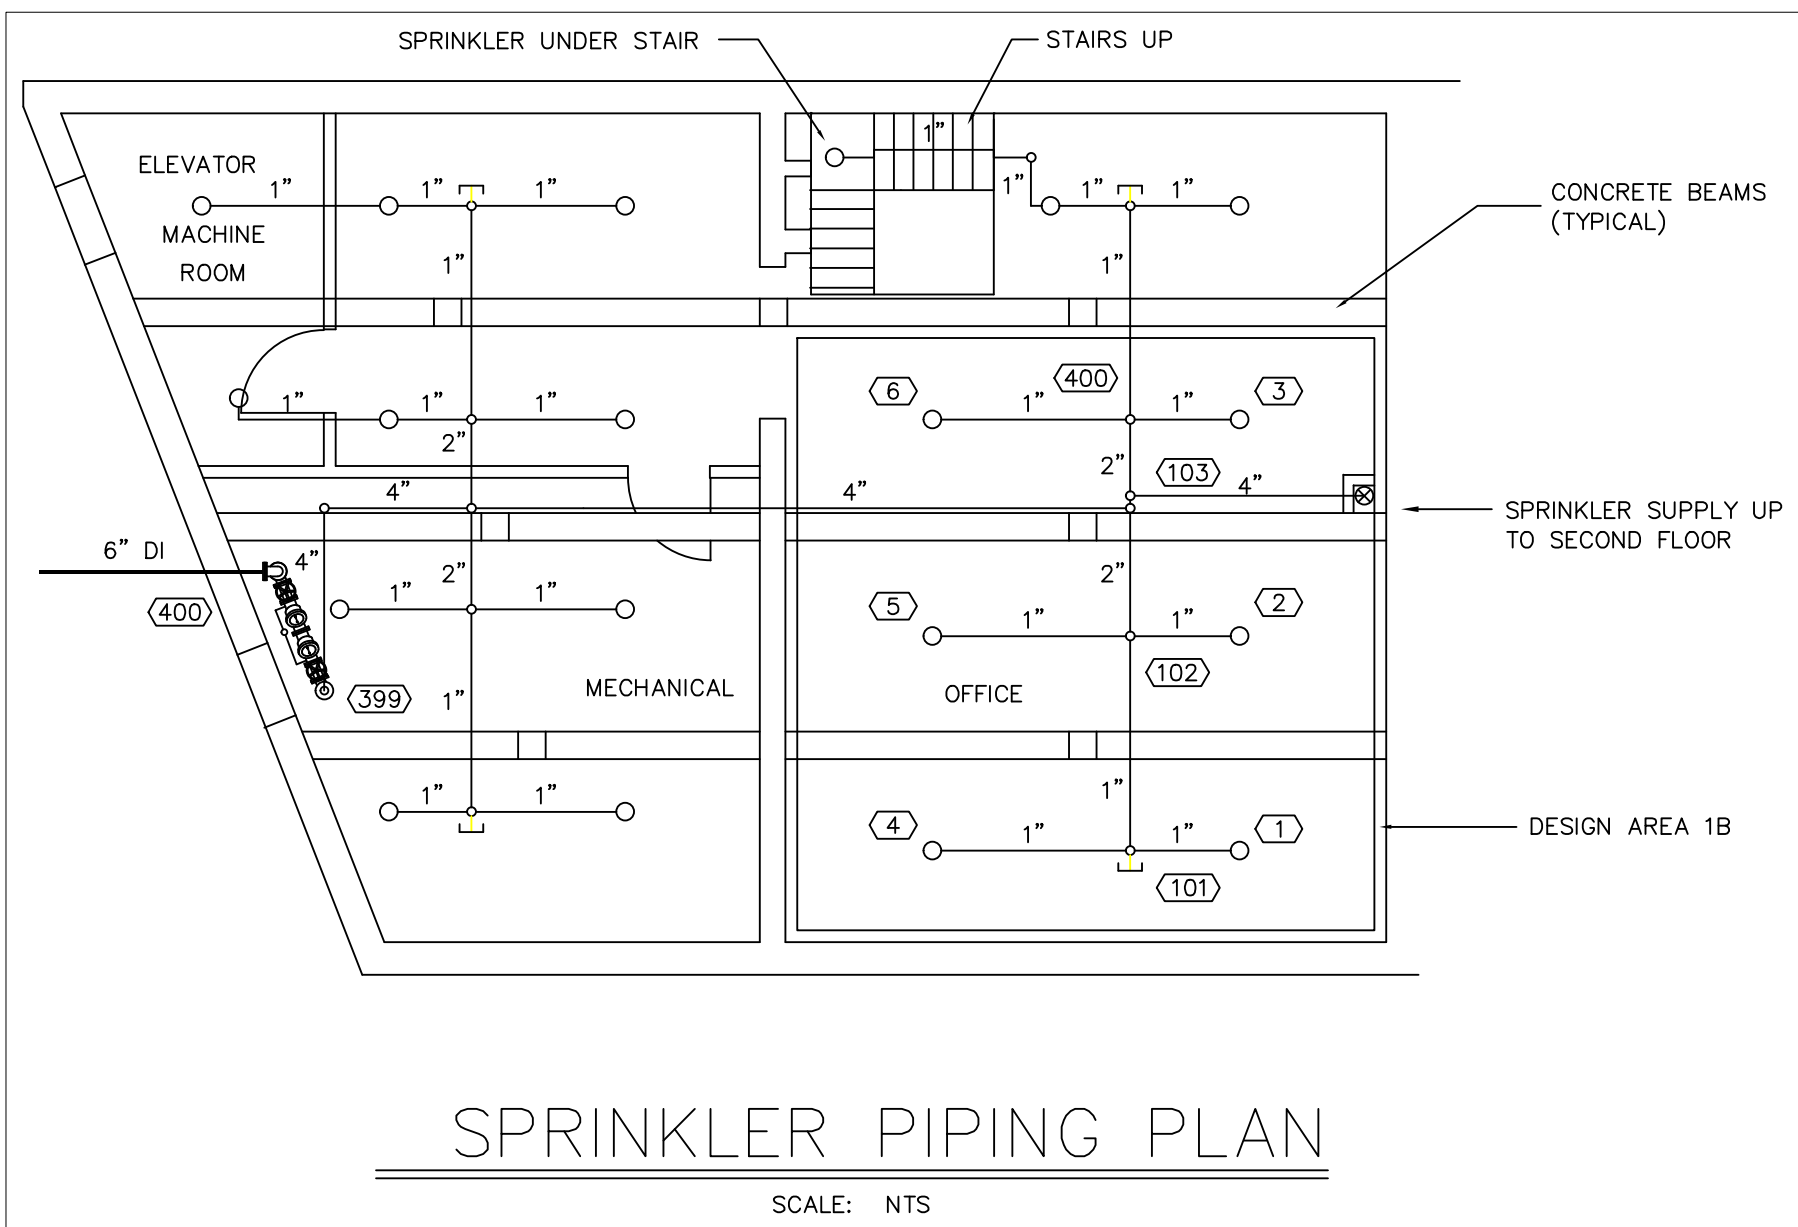 SPRINKLER UNDER STAIR
STAIRS UP
1”
ELEVATOR
1”
1”
1”
1”
1”
1”
CONCRETE BEAMS
(TYPICAL)
MACHINE
ROOM
1”
1”
6
400
3
1”
1”
1”
1”
1”
2”
2”
103
4”
4”
4”
SPRINKLER SUPPLY UP
TO SECOND FLOOR
6” DI
4”
2”
2”
400
1”
1”
5
2
1”
1”
102
399
1”
MECHANICAL
OFFICE
1”
1”
1”
4
1
1”
1”
DESIGN AREA 1B
101
SPRINKLER PIPING PLAN
SCALE: NTS